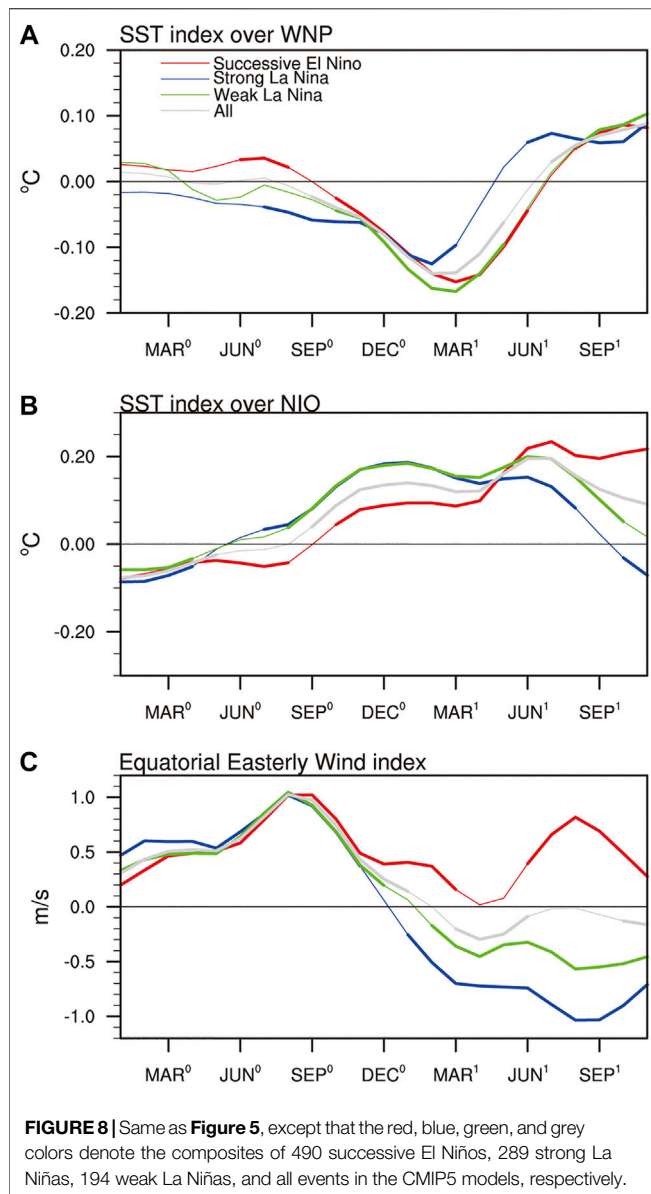 A SST index over WNP
Successive El Nino
Strong La Nina
Weak La Nina
All
0.20
0.10
0.00
-0.10
-0.20
°C
MAR⁰ JUN⁰ SEP⁰ DEC⁰ MAR¹ JUN¹ SEP¹
B SST index over NIO
0.20
0.00
-0.20
°C
MAR⁰ JUN⁰ SEP⁰ DEC⁰ MAR¹ JUN¹ SEP¹
C Equatorial Easterly Wind index
1.0
0.5
0.0
-0.5
-1.0
m/s
MAR⁰ JUN⁰ SEP⁰ DEC⁰ MAR¹ JUN¹ SEP¹
FIGURE 8 | Same as Figure 5, except that the red, blue, green, and grey
colors denote the composites of 490 successive El Niños, 289 strong La
Niñas, 194 weak La Niñas, and all events in the CMIP5 models, respectively.